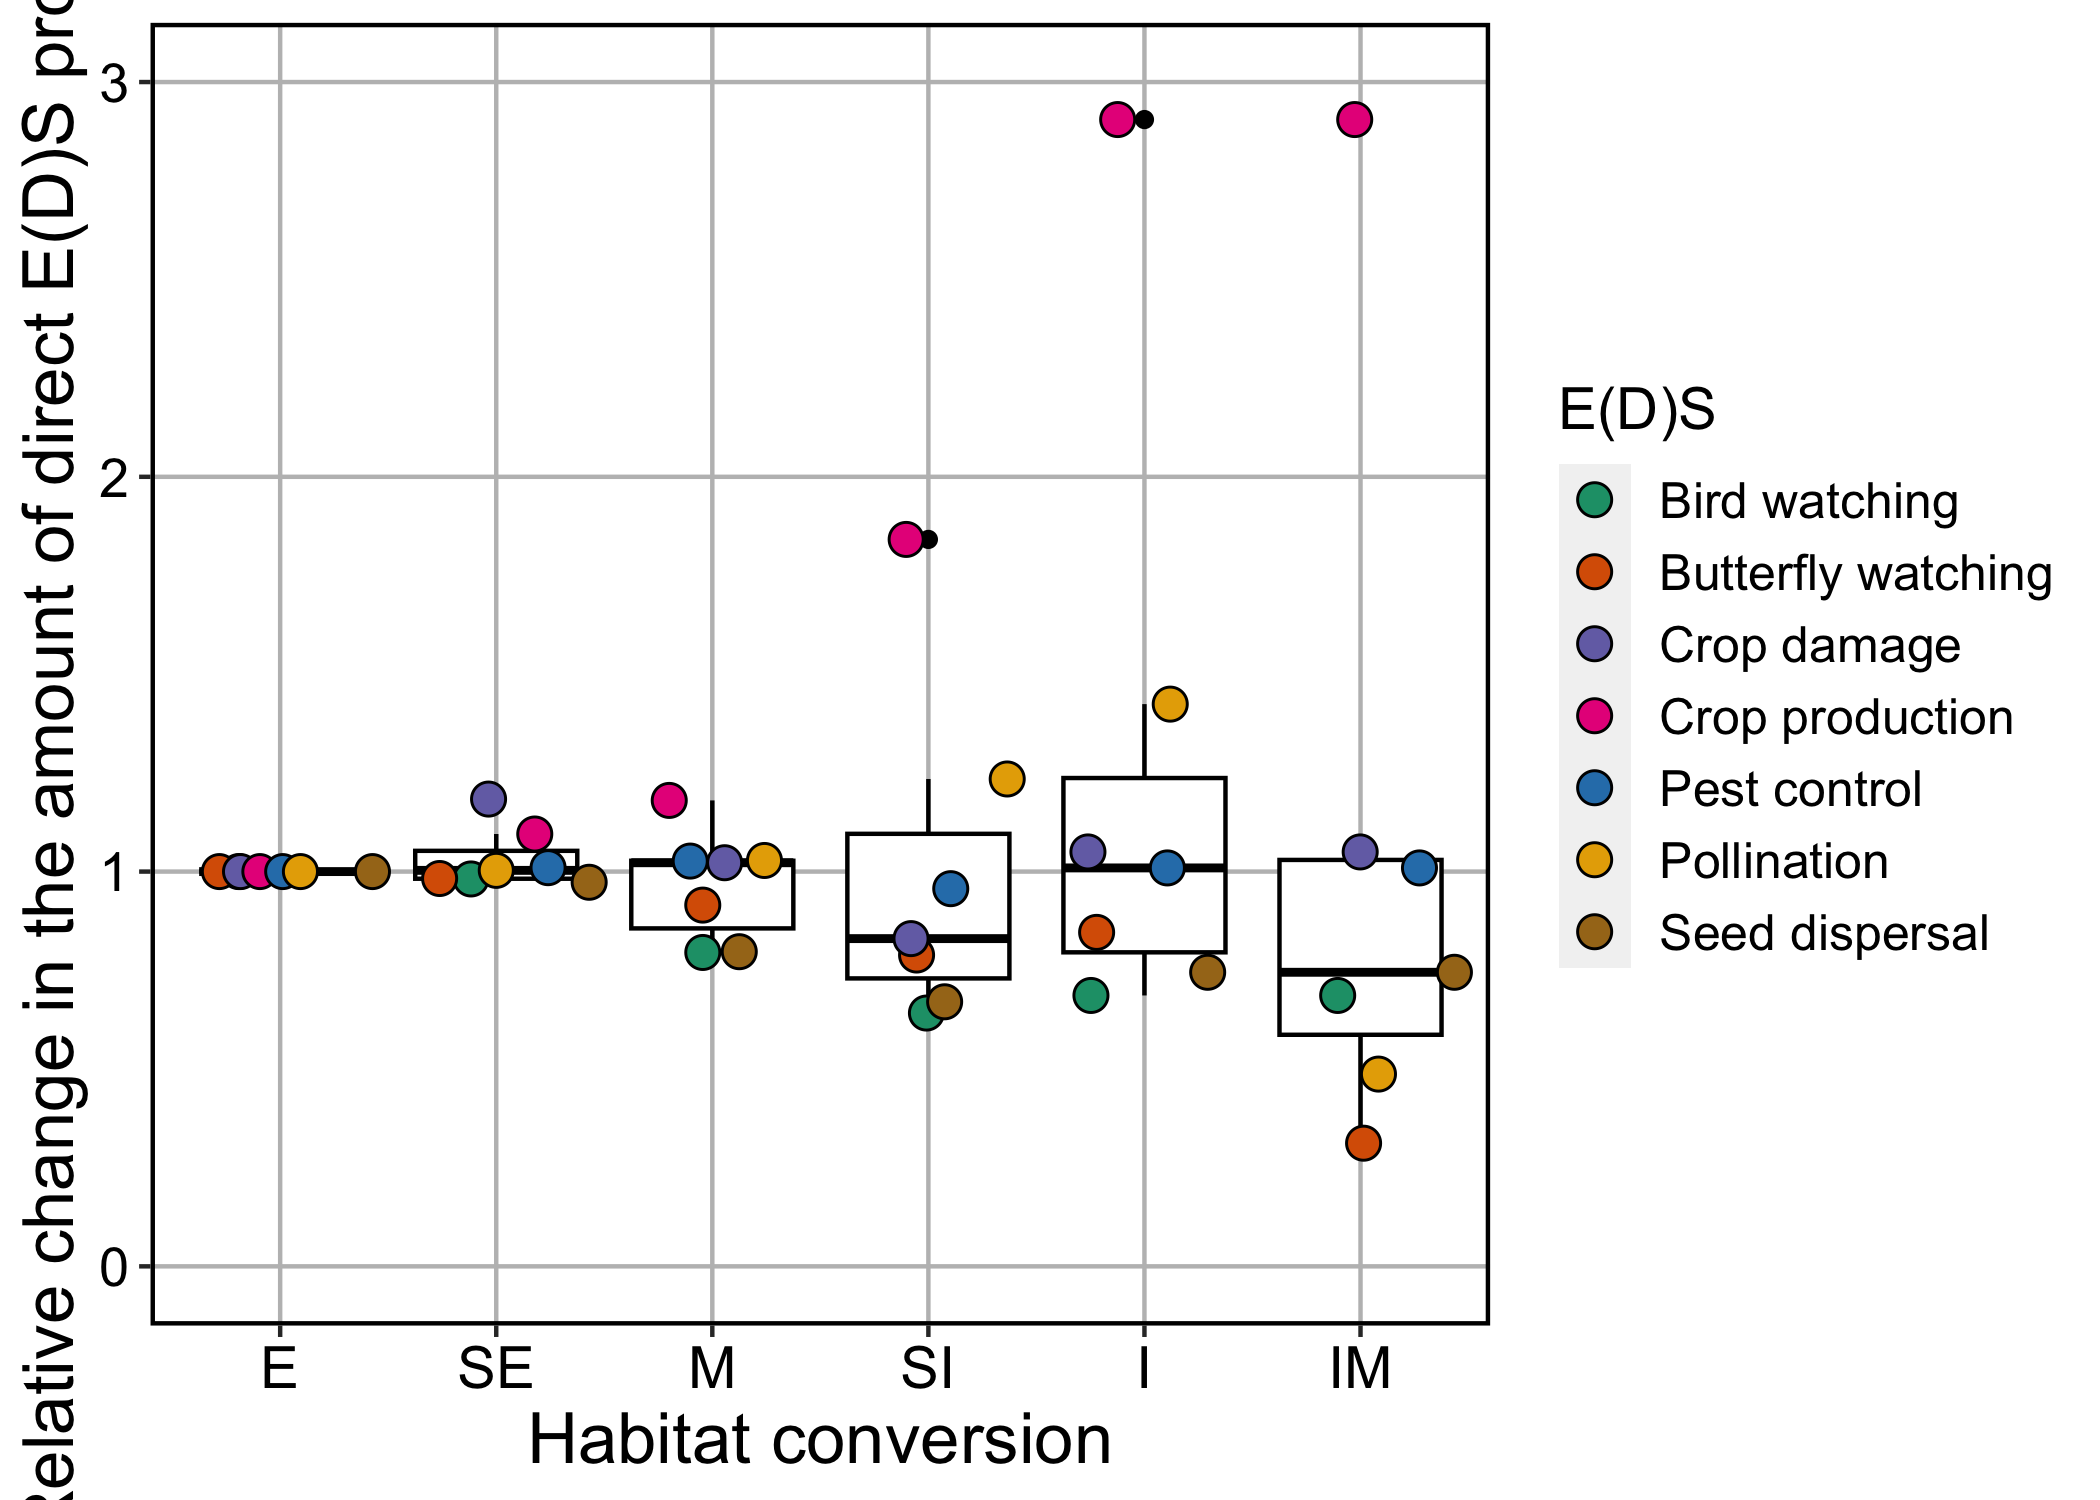 Relative change in the amount of direct E(D)S
3
2
1
0
E SE M SI I IM
Habitat conversion
E(D)S
Bird watching
Butterfly watching
Crop damage
Crop production
Pest control
Pollination
Seed dispersal